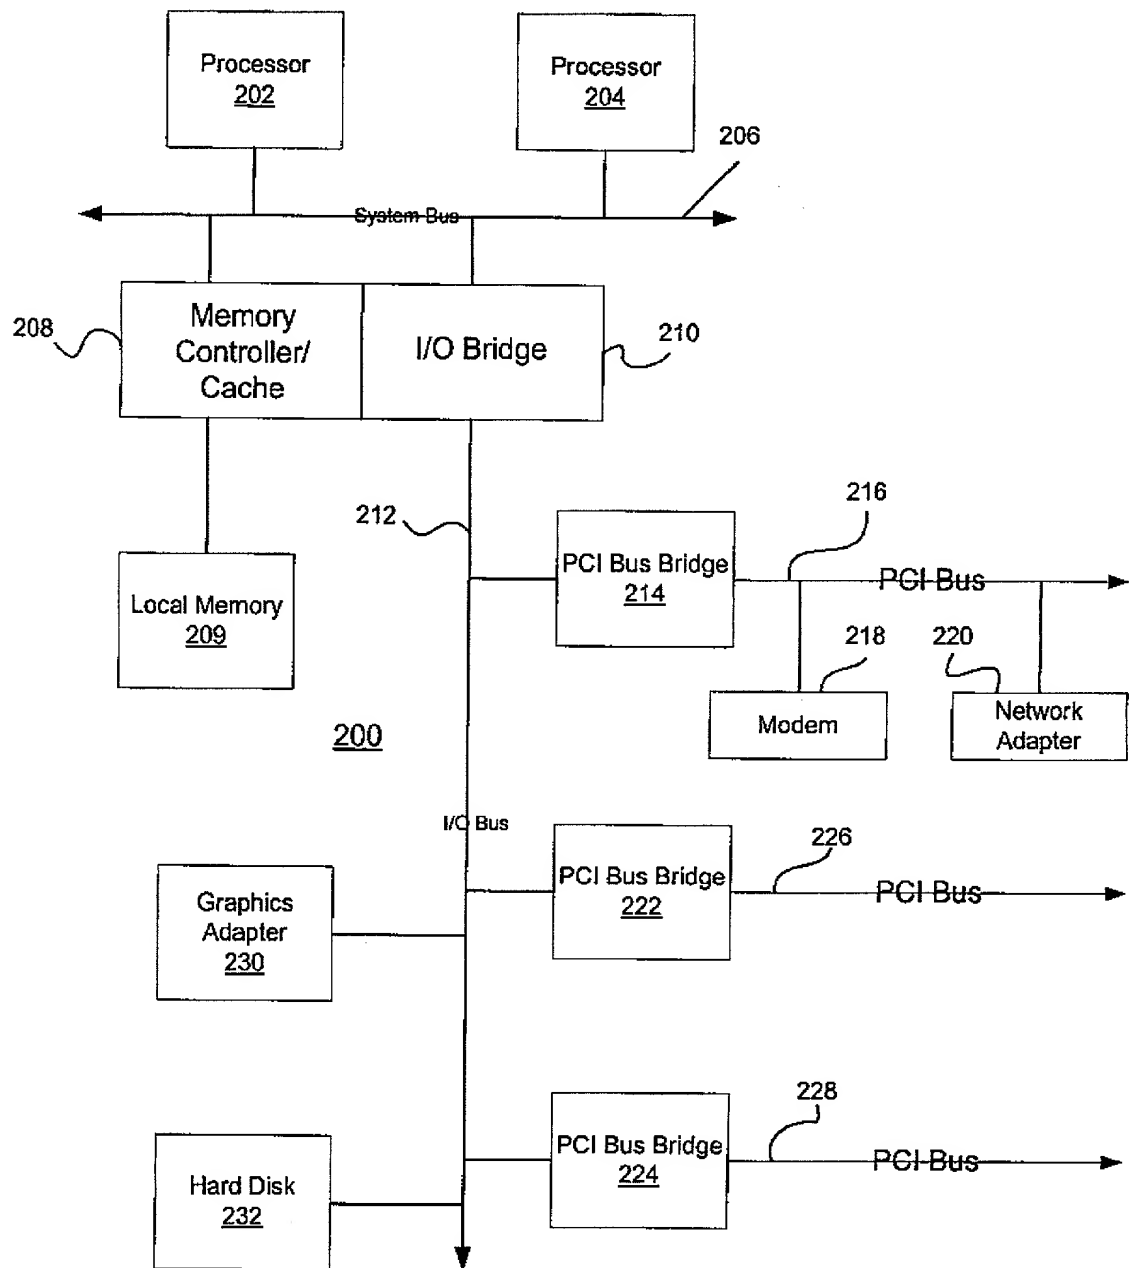 Processor
202
Processor
204
206
System Bus
208
Memory
Controller/
Cache
I/O Bridge
210
212
216
PCI Bus Bridge
214
PCI Bus
Local Memory
209
218
220
Modem
Network
Adapter
200
I/O Bus
226
PCI Bus Bridge
222
PCI Bus
Graphics
Adapter
230
228
PCI Bus Bridge
224
PCI Bus
Hard Disk
232